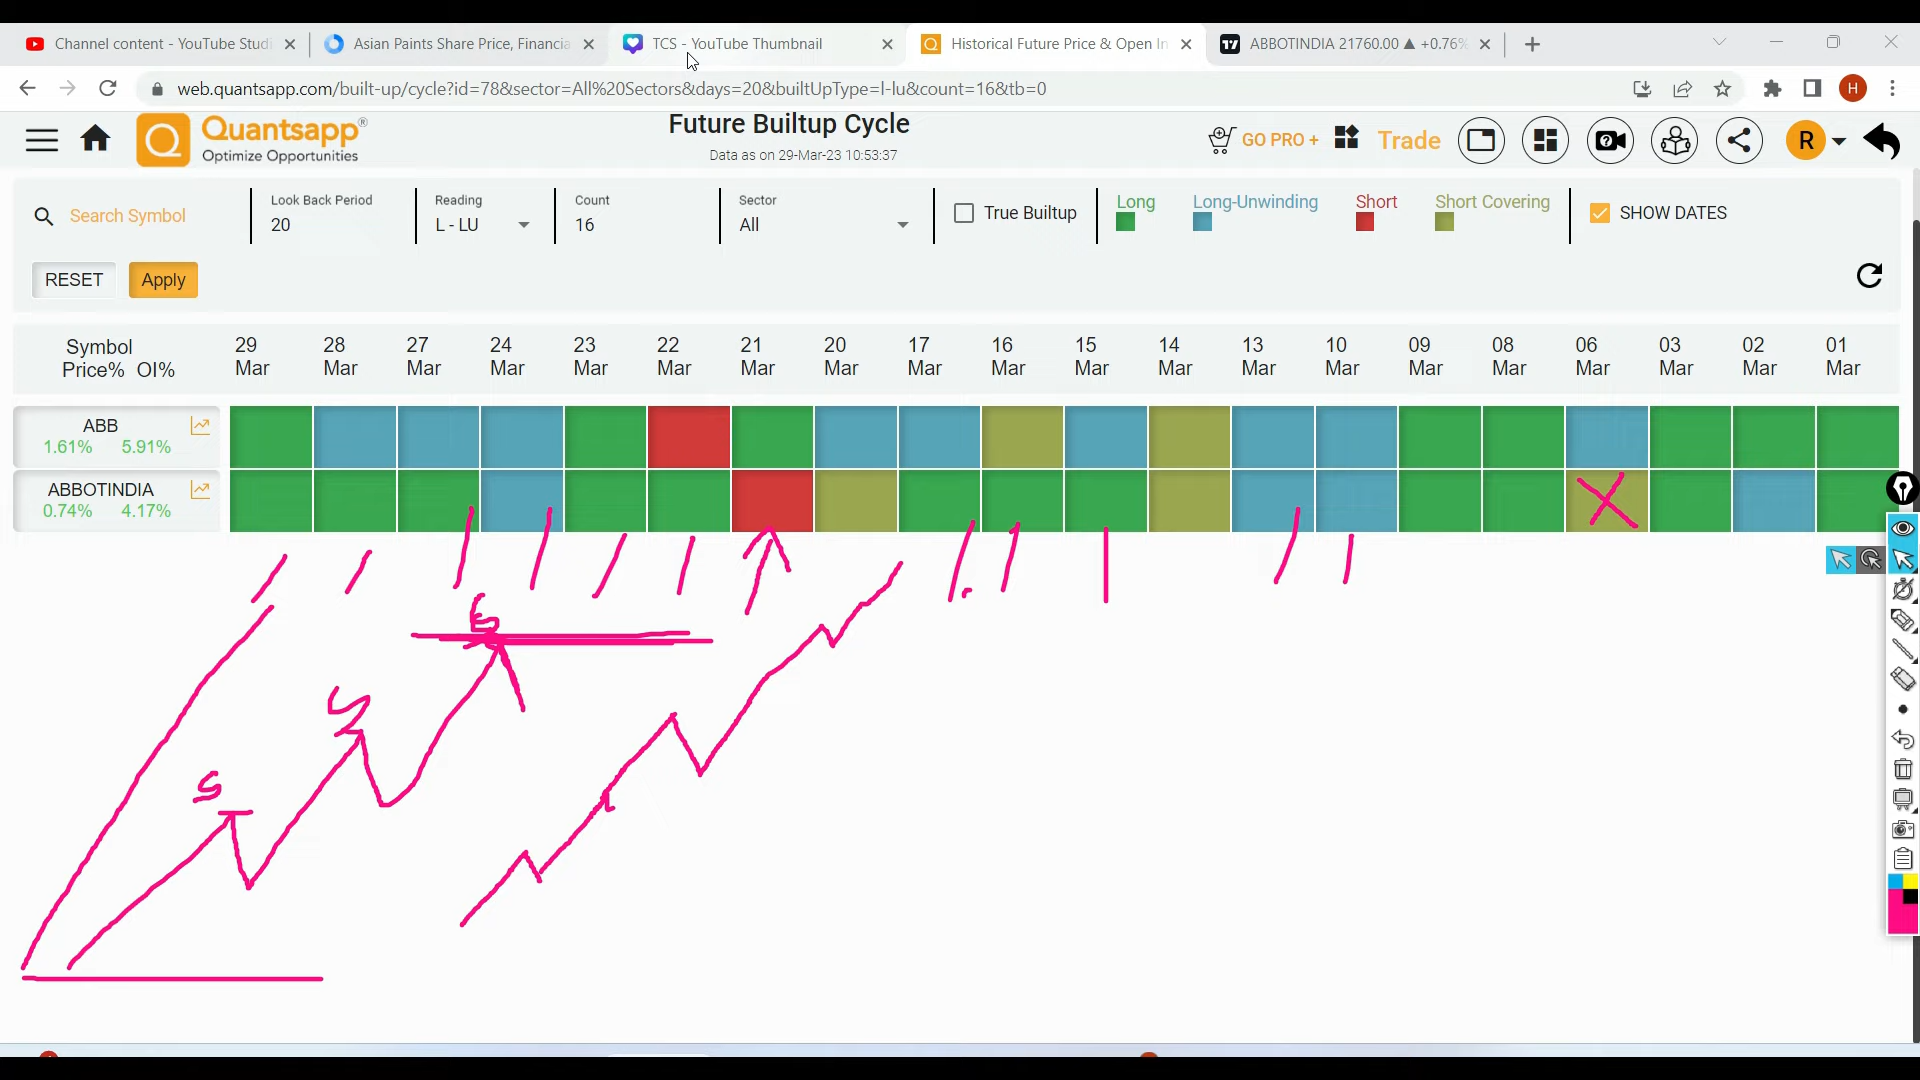 Channel content - YouTube Studi
Asian Paints Share Price, Financia
TCS - YouTube Thumbnail
Historical Future Price & Open In
ABBOTINDIA 21760.00 ▲ +0.76%
web.quantsapp.com/built-up/cycle?id=78&sector=All%20Sectors&days=20&builtUpType=l-lu&count=16&tb=0
H
Quantsapp®
Optimize Opportunities
Future Builtup Cycle
Data as on 29-Mar-23 10:53:37
GO PRO +
Trade
R
Search Symbol
Look Back Period
20
Reading
L - LU
Count
16
Sector
All
True Builtup
Long
Long-Unwinding
Short
Short Covering
SHOW DATES
RESET
Apply
Symbol
Price% OI%
29 Mar
28 Mar
27 Mar
24 Mar
23 Mar
22 Mar
21 Mar
20 Mar
17 Mar
16 Mar
15 Mar
14 Mar
13 Mar
10 Mar
09 Mar
08 Mar
06 Mar
03 Mar
02 Mar
01 Mar
ABB
1.61% 5.91%
ABBOTINDIA
0.74% 4.17%
S